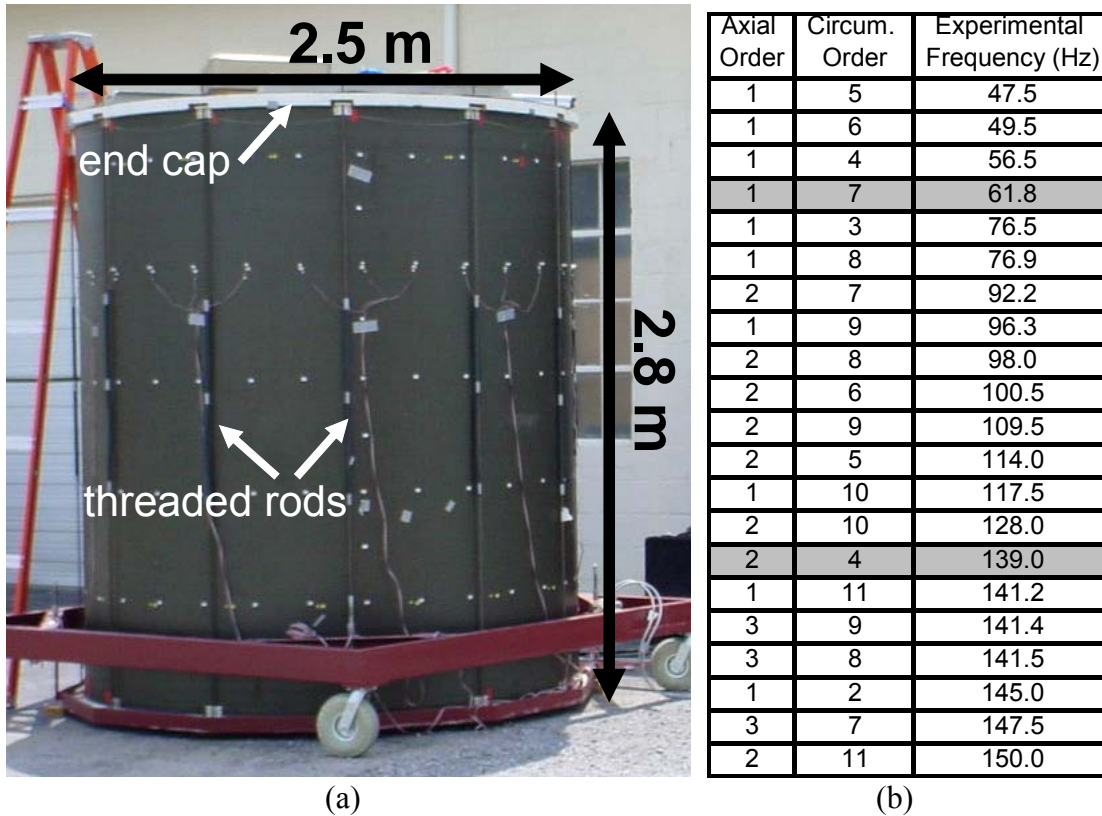 2.5 m
end cap
2.8 m
threaded rods
(a)
Axial Order Circum. Order Experimental Frequency (Hz)
1 5 47.5
1 6 49.5
1 4 56.5
1 7 61.8
1 3 76.5
1 8 76.9
2 7 92.2
1 9 96.3
2 8 98.0
2 6 100.5
2 9 109.5
2 5 114.0
1 10 117.5
2 10 128.0
2 4 139.0
1 11 141.2
3 9 141.4
3 8 141.5
1 2 145.0
3 7 147.5
2 11 150.0
(b)